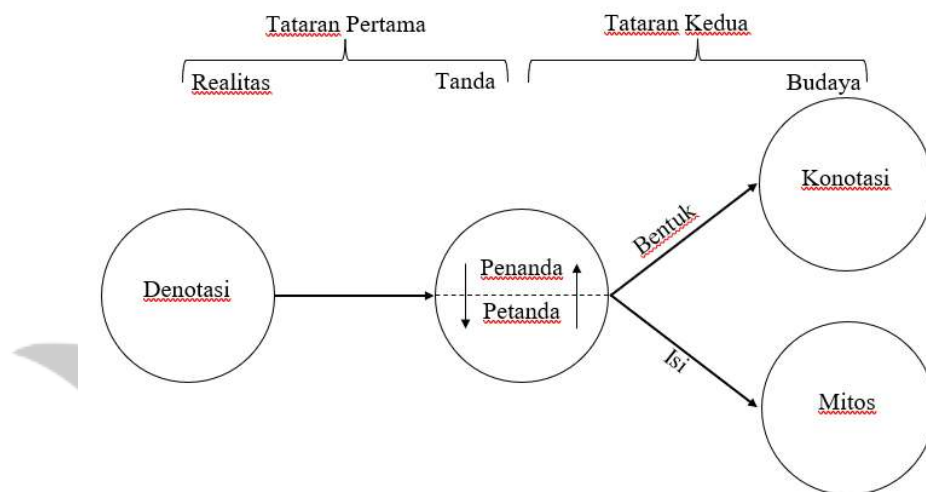 Tataran Pertama
Tataran Kedua
Realitas
Tanda
Budaya
Konotasi
Bentuk
Denotasi
Penanda
Petanda
Isi
Mitos